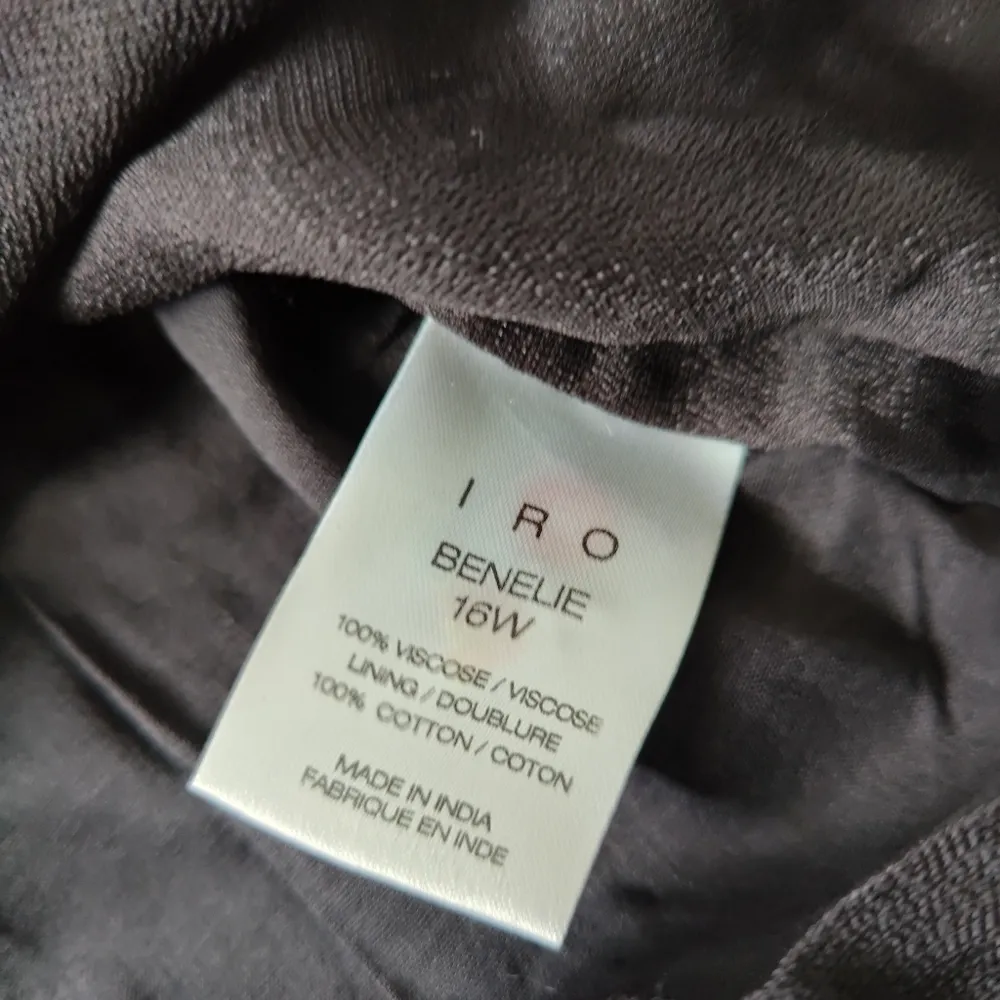 I R O
BENELIE
16W
100% VISCOSE / VISCOSE
LINING / DOUBLURE
100% COTTON / COTON
MADE IN INDIA
FABRIQUE EN INDE